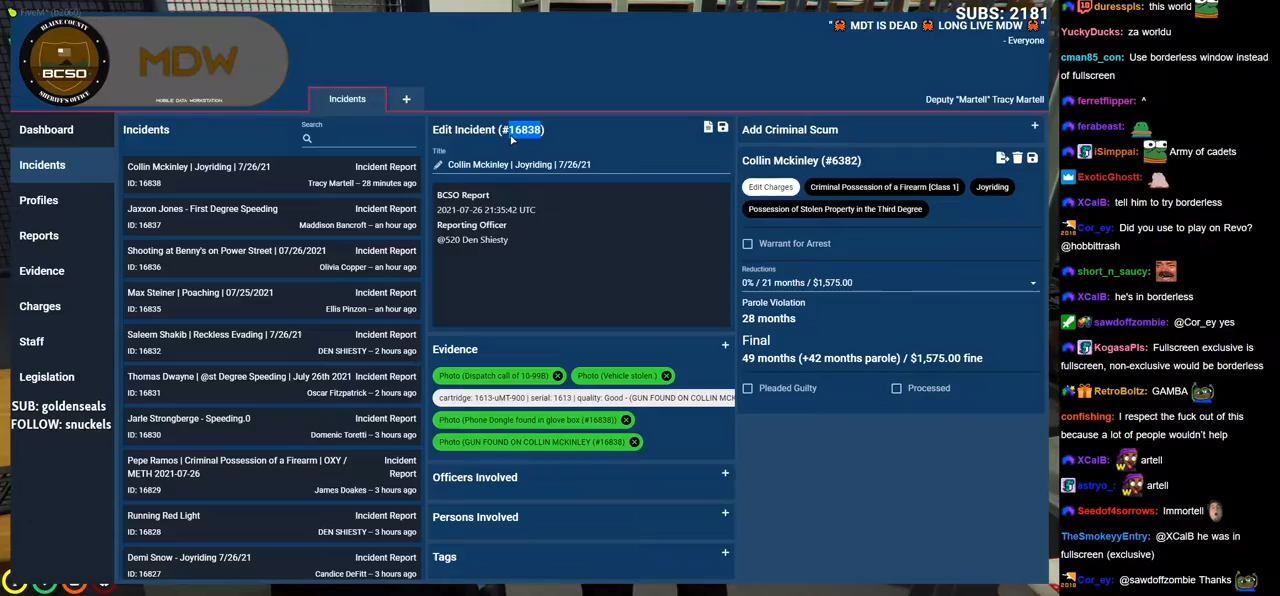 FiveM® (b2060)
BLAINE COUNTY
BCSO
SHERIFF'S OFFICE
MDW
MOBILE DATA WORKSTATION
SUBS: 2181
" MDT IS DEAD LONG LIVE MDW "
- Everyone
Incidents
+
Deputy "Martell" Tracy Martell
Dashboard
Incidents
Profiles
Reports
Evidence
Charges
Staff
Legislation
SUB: goldenseals
FOLLOW: snuckels
Incidents
Search
Collin Mckinley | Joyriding | 7/26/21 Incident Report
ID: 16838 Tracy Martell – 28 minutes ago
Jaxxon Jones - First Degree Speeding Incident Report
ID: 16837 Maddison Bancroft – an hour ago
Shooting at Benny's on Power Street | 07/26/2021 Incident Report
ID: 16836 Olivia Copper – an hour ago
Max Steiner | Poaching | 07/25/2021 Incident Report
ID: 16835 Ellis Pinzon – an hour ago
Saleem Shakib | Reckless Evading | 7/26/21 Incident Report
ID: 16832 DEN SHIESTY – 2 hours ago
Thomas Dwayne | @st Degree Speeding | July 26th 2021 Incident Report
ID: 16831 Oscar Fitzpatrick – 2 hours ago
Jarle Strongberge - Speeding.0 Incident Report
ID: 16830 Domenic Toretti – 3 hours ago
Pepe Ramos | Criminal Possession of a Firearm | OXY / Incident
METH 2021-07-26 Report
ID: 16829 James Doakes – 3 hours ago
Running Red Light Incident Report
ID: 16828 DEN SHIESTY – 3 hours ago
Demi Snow - Joyriding 7/26/21 Incident Report
ID: 16827 Candice DeFitt – 3 hours ago
Edit Incident (#16838)
Title
Collin Mckinley | Joyriding | 7/26/21
BCSO Report
2021-07-26 21:35:42 UTC
Reporting Officer
@520 Den Shiesty
Evidence +
Photo (Dispatch call of 10-99B) Photo (Vehicle stolen.)
cartridge: 1613-uMT-900 | serial: 1613 | quality: Good - (GUN FOUND ON COLLIN MCK
Photo (Phone Dongle found in glove box (#16838))
Photo (GUN FOUND ON COLLIN MCKINLEY (#16838)
Officers Involved +
Persons Involved +
Tags +
Add Criminal Scum +
Collin Mckinley (#6382)
Edit Charges Criminal Possession of a Firearm [Class 1] Joyriding
Possession of Stolen Property in the Third Degree
Warrant for Arrest
Reductions
0% / 21 months / $1,575.00
Parole Violation
28 months
Final
49 months (+42 months parole) / $1,575.00 fine
Pleaded Guilty Processed
duresspls: this world
YuckyDucks: za worldu
cman85_con: Use borderless window instead
of fullscreen
ferretflipper: ^
ferabeast:
iSimppai: Army of cadets
ExoticGhostt:
XCalB: tell him to try borderless
Cor_ey: Did you use to play on Revo?
@hobbittrash
short_n_saucy:
XCalB: he's in borderless
sawdoffzombie: @Cor_ey yes
KogasaPls: Fullscreen exclusive is
fullscreen, non-exclusive would be borderless
RetroBoltz: GAMBA
confishing: I respect the fuck out of this
because a lot of people wouldn't help
XCalB: artell
astryo_: artell
Seedof4sorrows: Immortell
TheSmokeyyEntry: @XCalB he was in
fullscreen (exclusive)
Cor_ey: @sawdoffzombie Thanks